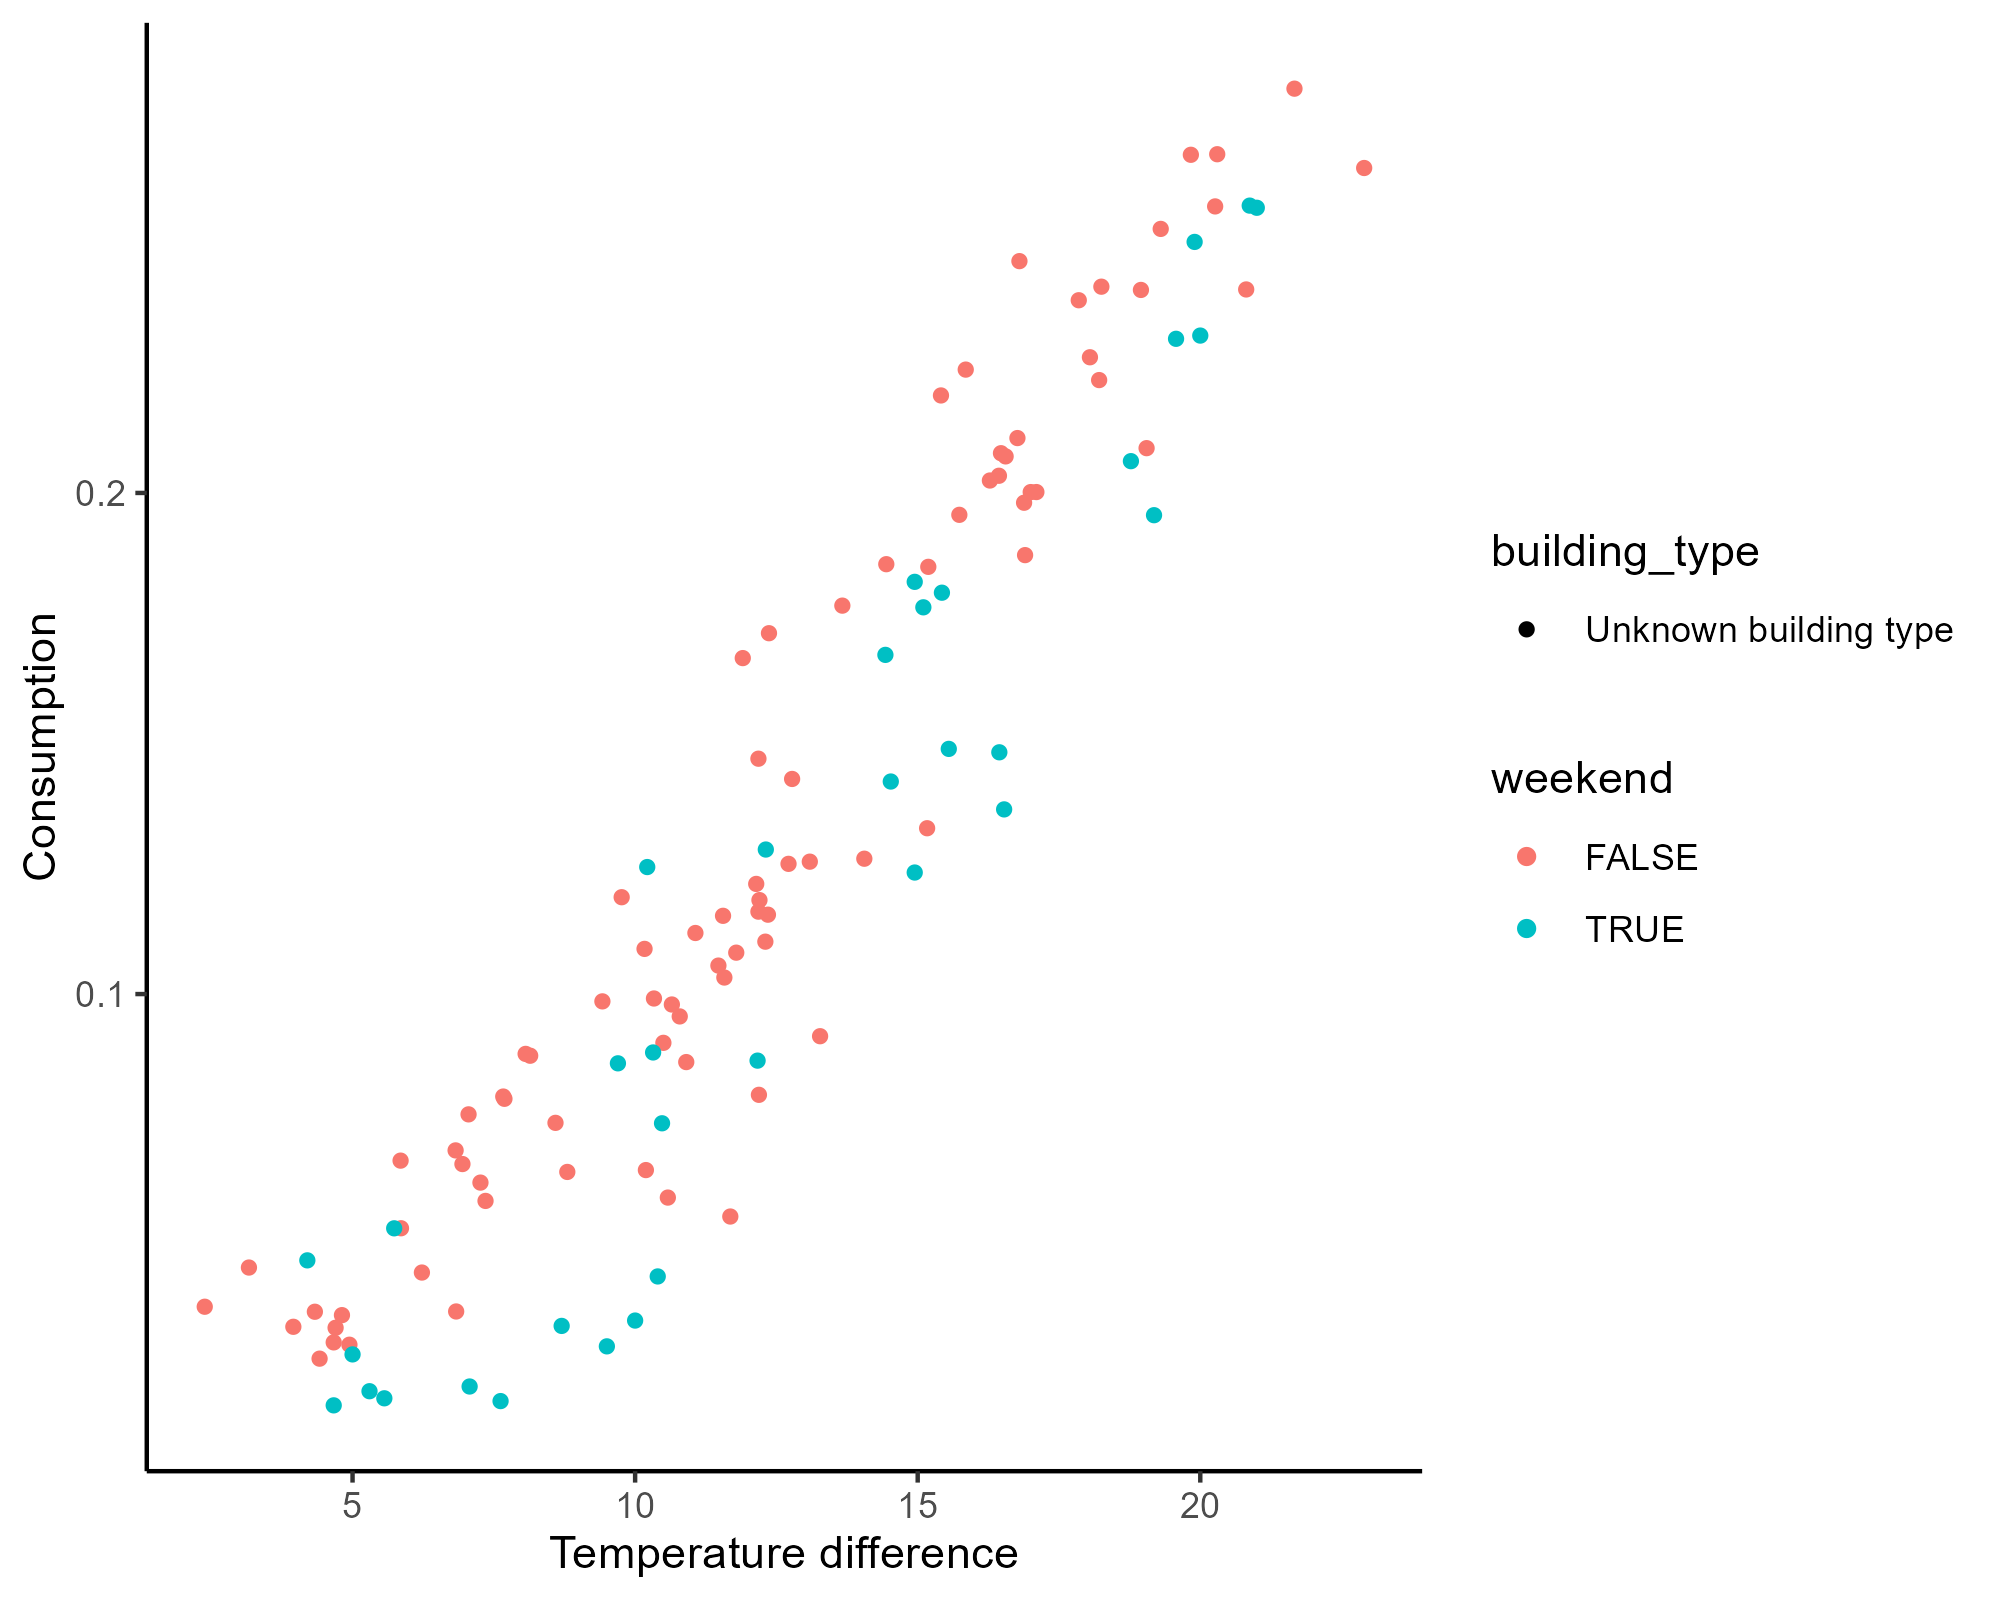 Consumption
0.2
0.1
5
10
15
20
Temperature difference
building_type
Unknown building type
weekend
FALSE
TRUE